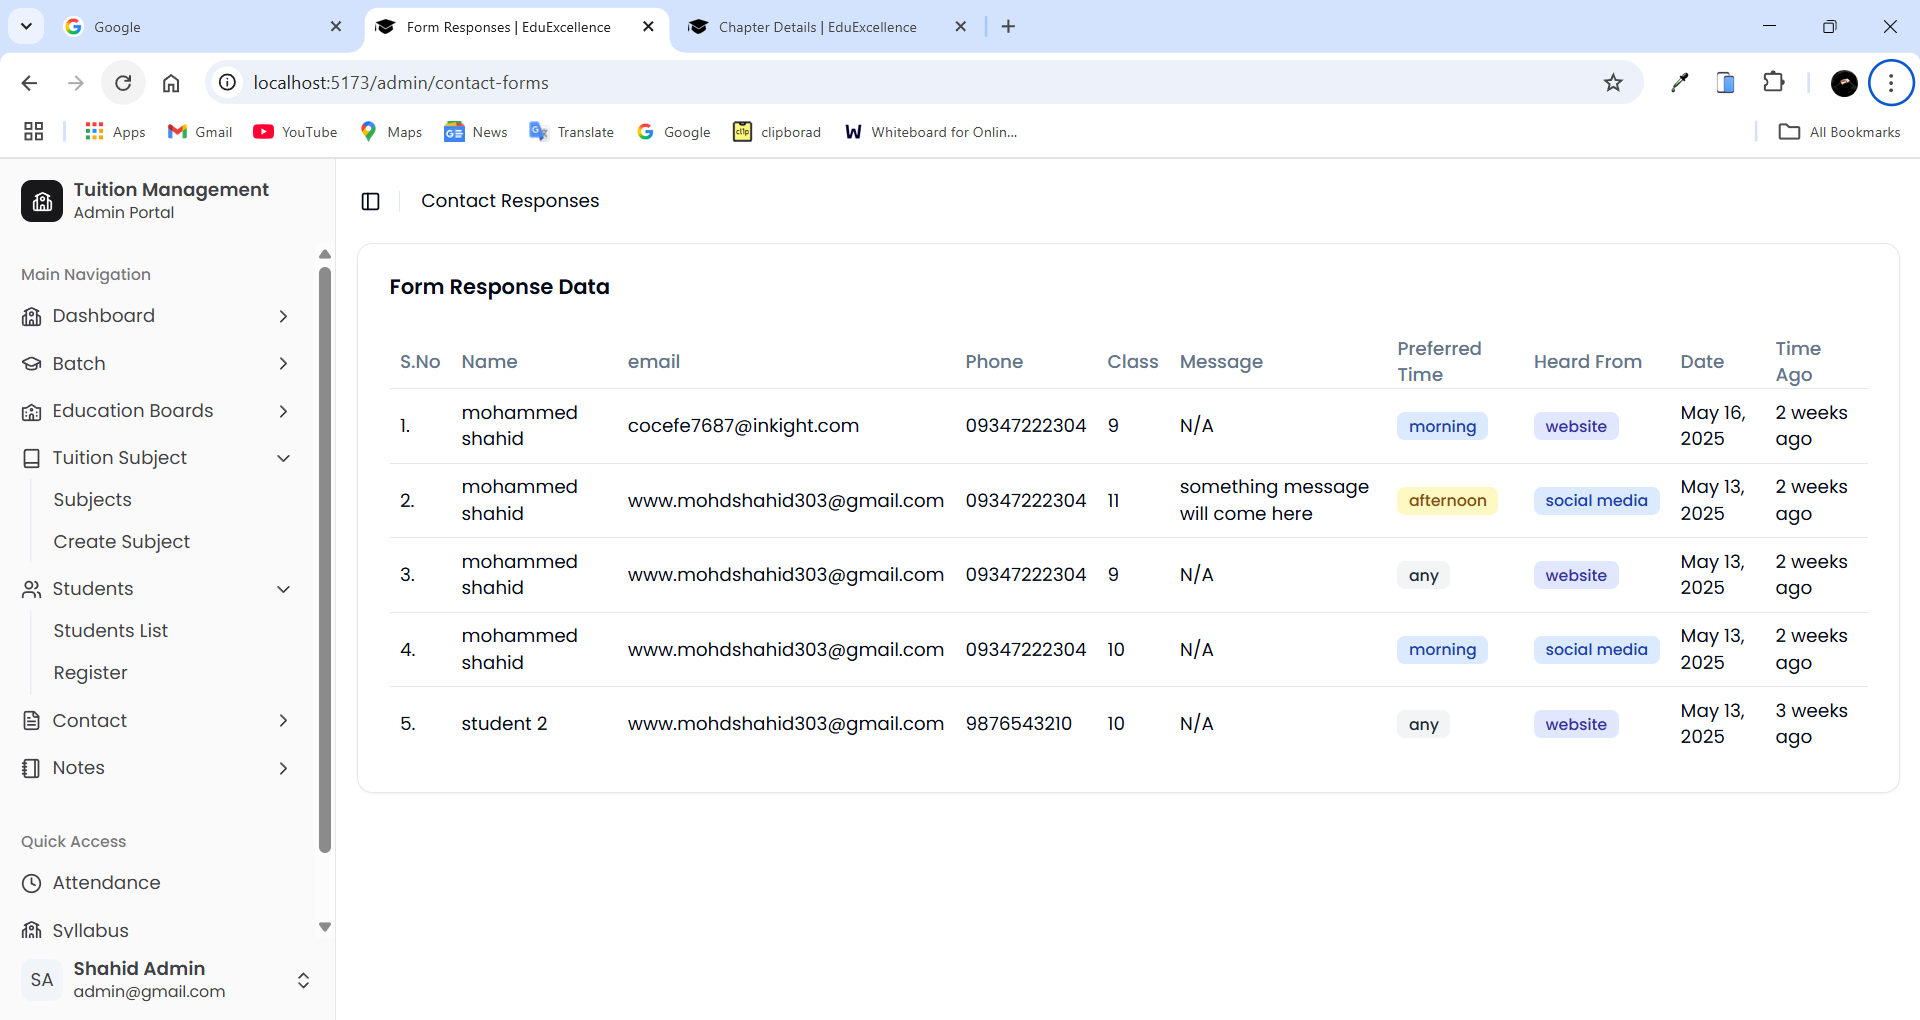 Google
Form Responses | EduExcellence
Chapter Details | EduExcellence
localhost:5173/admin/contact-forms
Apps
Gmail
YouTube
Maps
News
Translate
Google
clip
clipborad
W
Whiteboard for Onlin...
All Bookmarks
Tuition Management
Admin Portal
Main Navigation
Dashboard
Batch
Education Boards
Tuition Subject
Subjects
Create Subject
Students
Students List
Register
Contact
Notes
Quick Access
Attendance
Syllabus
SA
Shahid Admin
admin@gmail.com
Contact Responses
Form Response Data
S.No Name email Phone Class Message Preferred Time Heard From Date Time Ago
1. mohammed shahid cocefe7687@inkight.com 09347222304 9 N/A morning website May 16, 2025 2 weeks ago
2. mohammed shahid www.mohdshahid303@gmail.com 09347222304 11 something message will come here afternoon social media May 13, 2025 2 weeks ago
3. mohammed shahid www.mohdshahid303@gmail.com 09347222304 9 N/A any website May 13, 2025 2 weeks ago
4. mohammed shahid www.mohdshahid303@gmail.com 09347222304 10 N/A morning social media May 13, 2025 2 weeks ago
5. student 2 www.mohdshahid303@gmail.com 9876543210 10 N/A any website May 13, 2025 3 weeks ago